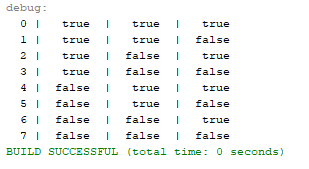 debug:
0 | true | true | true
1 | true | true | false
2 | true | false | true
3 | true | false | false
4 | false | true | true
5 | false | true | false
6 | false | false | true
7 | false | false | false
BUILD SUCCESSFUL (total time: 0 seconds)